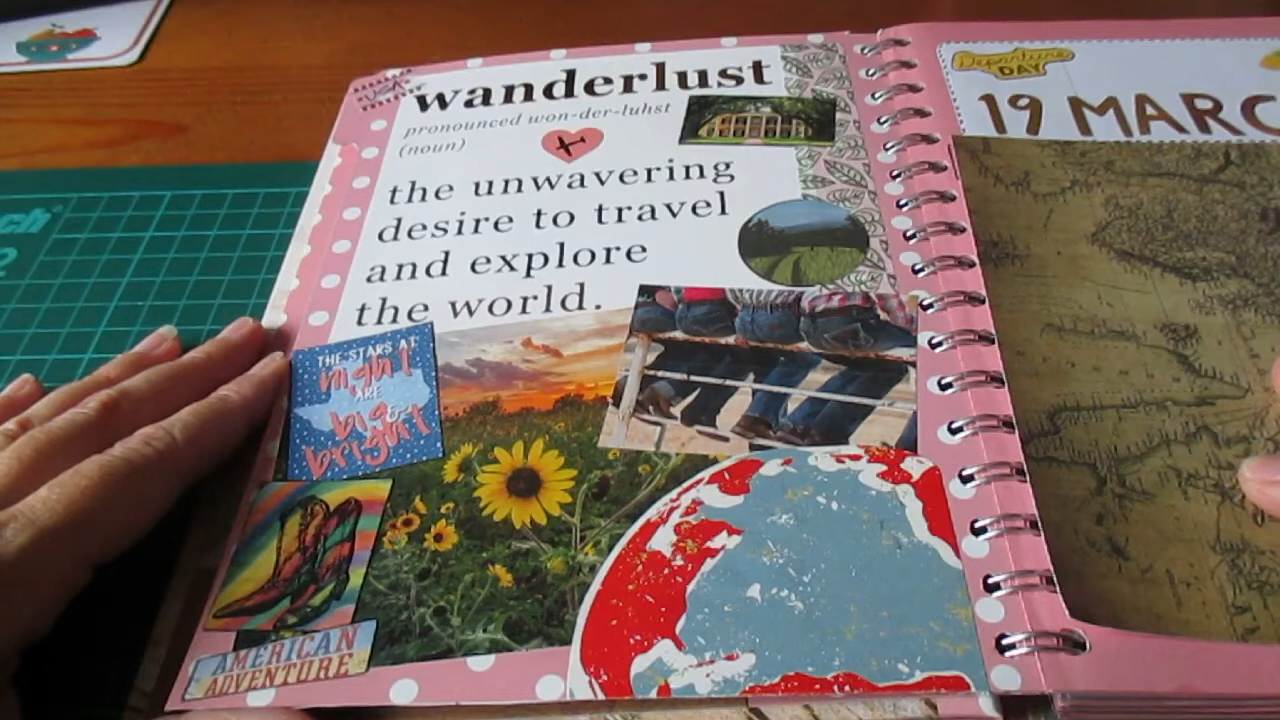 "USA"
wanderlust
pronounced won-der-luhst
(noun)
the unwavering
desire to travel
and explore
the world.
THE STARS AT
night
ARE
big &
bright
AMERICAN
ADVENTURE
Departure
DAY
19 MARC